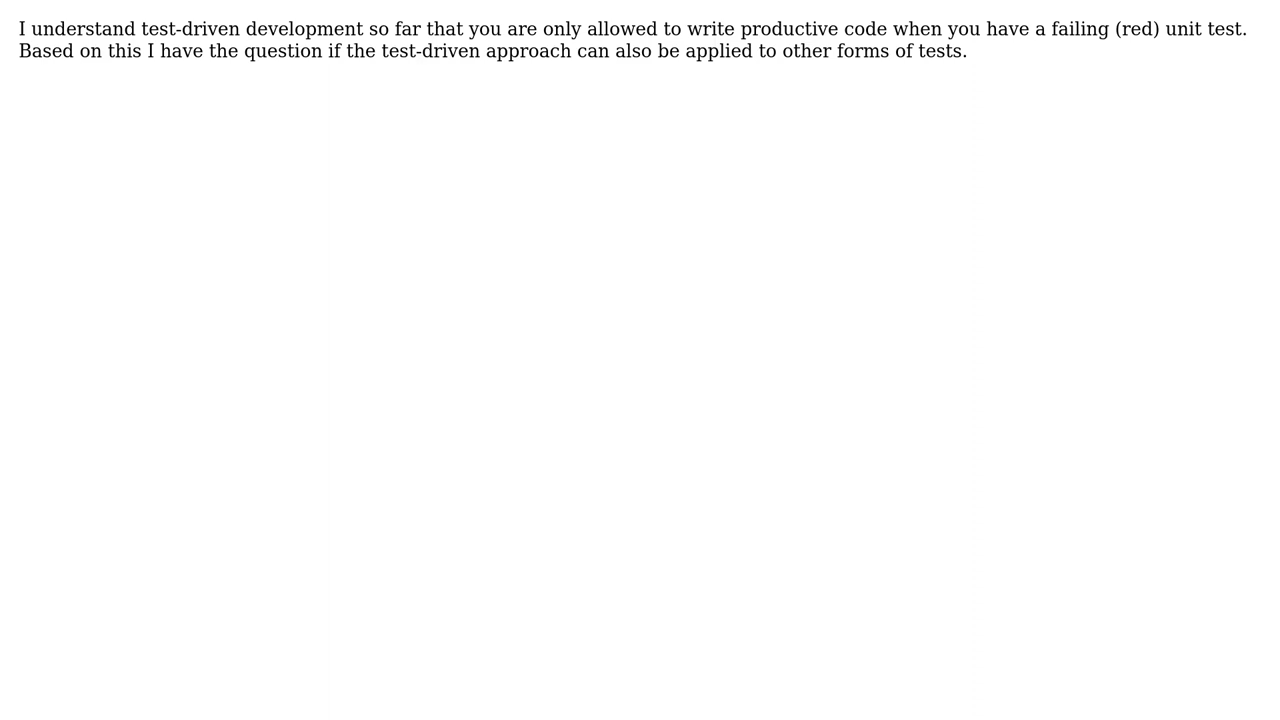 I understand test-driven development so far that you are only allowed to write productive code when you have a failing (red) unit test.
Based on this I have the question if the test-driven approach can also be applied to other forms of tests.